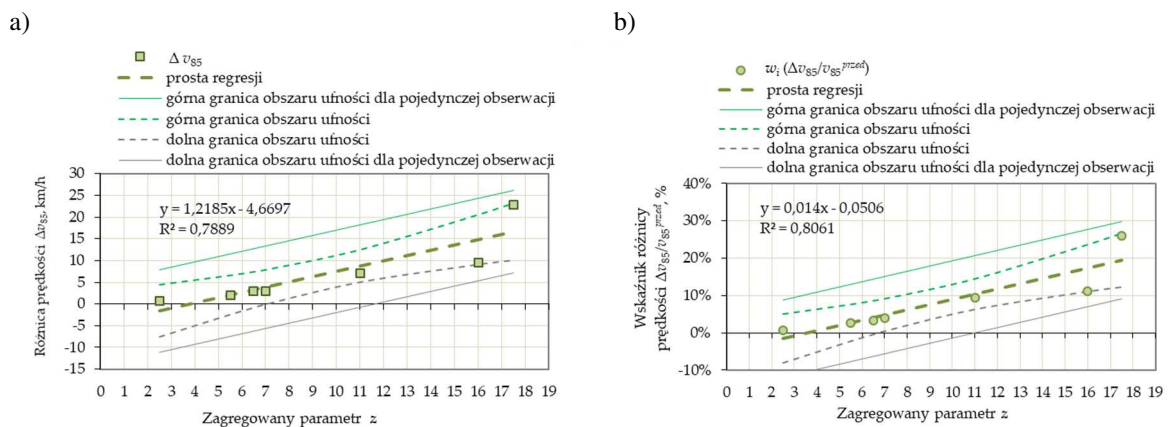 a)
Δ v85
prosta regresji
górna granica obszaru ufności dla pojedynczej obserwacji
górna granica obszaru ufności
dolna granica obszaru ufności
dolna granica obszaru ufności dla pojedynczej obserwacji
Różnica prędkości Δv85, km/h
30
25
20
15
10
5
0
-5
-10
-15
y = 1,2185x - 4,6697
R² = 0,7889
0 1 2 3 4 5 6 7 8 9 10 11 12 13 14 15 16 17 18 19
Zagregowany parametr z
b)
wi (Δv85/v85przed)
prosta regresji
górna granica obszaru ufności dla pojedynczej obserwacji
górna granica obszaru ufności
dolna granica obszaru ufności
dolna granica obszaru ufności dla pojedynczej obserwacji
Wskaźnik różnicy
prędkości Δv85/v85przed, %
40%
30%
20%
10%
0%
-10%
y = 0,014x - 0,0506
R² = 0,8061
0 1 2 3 4 5 6 7 8 9 10 11 12 13 14 15 16 17 18 19
Zagregowany parametr z